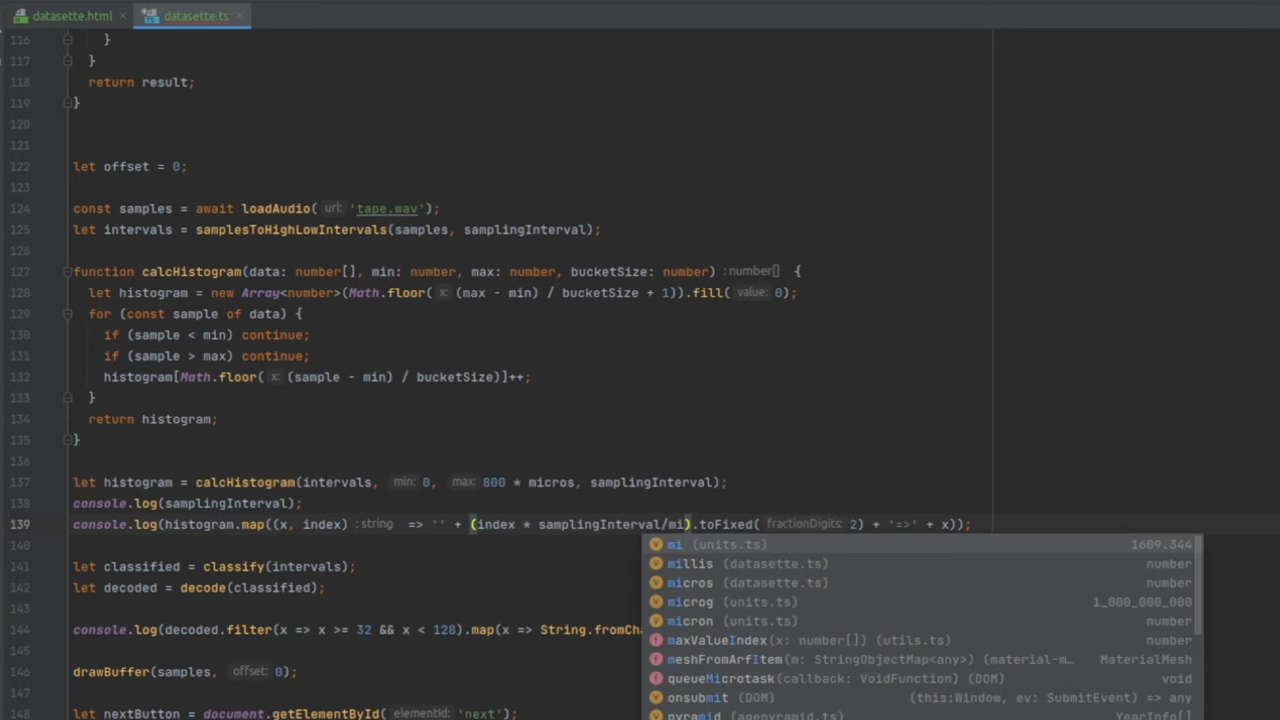 datasette.html
datasette.ts
116 }
117 }
118 return result;
119 }
120
121
122 let offset = 0;
123
124 const samples = await loadAudio( url: 'tape.wav');
125 let intervals = samplesToHighLowIntervals(samples, samplingInterval);
126
127 function calcHistogram(data: number[], min: number, max: number, bucketSize: number) : number[] {
128 let histogram = new Array<number>(Math.floor( x: (max - min) / bucketSize + 1)).fill( value: 0);
129 for (const sample of data) {
130 if (sample < min) continue;
131 if (sample > max) continue;
132 histogram[Math.floor( x: (sample - min) / bucketSize)]++;
133 }
134 return histogram;
135 }
136
137 let histogram = calcHistogram(intervals, min: 0, max: 800 * micros, samplingInterval);
138 console.log(samplingInterval);
139 console.log(histogram.map((x, index) : string => '' + (index * samplingInterval/mi).toFixed( fractionDigits: 2) + '=>' + x));
140
mi (units.ts) 1609.344
141 let classified = classify(intervals);
millis (datasette.ts) number
142 let decoded = decode(classified);
micros (datasette.ts) number
143
microg (units.ts) 1_000_000_000
micron (units.ts) number
144 console.log(decoded.filter(x => x >= 32 && x < 128).map(x => String.fromCha
maxValueIndex(x: number[]) (utils.ts) number
145
meshFromArfItem(m: StringObjectMap<any>) (material-m… MaterialMesh
146 drawBuffer(samples, offset: 0);
queueMicrotask(callback: VoidFunction) (DOM) void
147
onsubmit (DOM) (this:Window, ev: SubmitEvent) => any
148 let nextButton = document.getElementById( elementId: 'next');
pyramid (agepyramid.ts) YearInfo[]